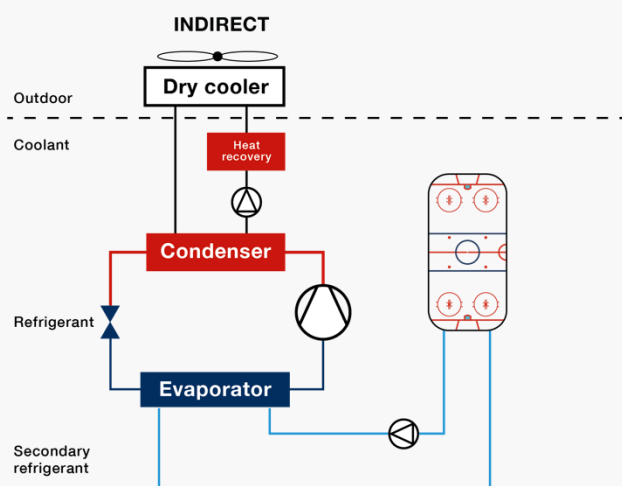 INDIRECT
Dry cooler
Outdoor
Coolant
Heat
recovery
Condenser
Refrigerant
Evaporator
Secondary
refrigerant